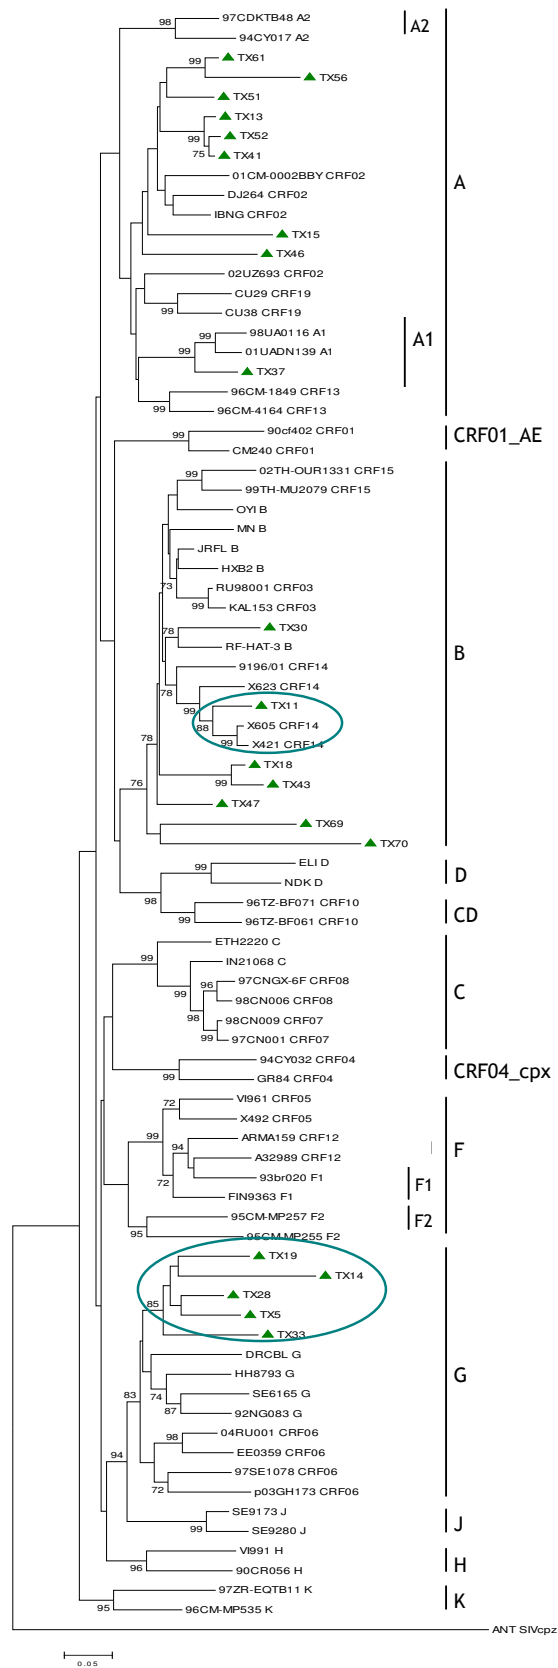 98
97CDKTB48 A2
A2
94CY017 A2
TX61
99
TX56
TX51
TX13
99
TX52
75
TX41
01CM-0002BBY CRF02
A
DJ264 CRF02
IBNG CRF02
TX15
TX46
02UZ693 CRF02
CU29 CRF19
99
CU38 CRF19
99
98UA0116 A1
A1
99
01UADN139 A1
TX37
96CM-1849 CRF13
99
96CM-4164 CRF13
99
90cf402 CRF01
CRF01_AE
CM240 CRF01
02TH-OUR1331 CRF15
99
99TH-MU2079 CRF15
OYI B
MN B
JRFL B
HXB2 B
73
RU98001 CRF03
99
KAL153 CRF03
78
TX30
RF-HAT-3 B
B
9196/01 CRF14
78
X623 CRF14
99
TX11
88
X605 CRF14
99
X421 CRF14
78
TX18
99
TX43
76
TX47
TX69
TX70
99
ELI D
D
NDK D
98
96TZ-BF071 CRF10
CD
99
96TZ-BF061 CRF10
ETH2220 C
99
IN21068 C
99
96
97CNGX-6F CRF08
C
98CN006 CRF08
98
98CN009 CRF07
99
97CN001 CRF07
94CY032 CRF04
CRF04_cpx
99
GR84 CRF04
72
VI961 CRF05
X492 CRF05
99
94
ARMA159 CRF12
F
A32989 CRF12
72
93br020 F1
F1
FIN9363 F1
95CM-MP257 F2
F2
95
95CM-MP255 F2
TX19
TX14
85
TX28
TX5
TX33
DRCBL G
G
83
HH8793 G
74
SE6165 G
87
92NG083 G
98
04RU001 CRF06
EE0359 CRF06
94
97SE1078 CRF06
72
p03GH173 CRF06
SE9173 J
J
99
SE9280 J
VI991 H
H
96
90CR056 H
97ZR-EQTB11 K
K
95
96CM-MP535 K
ANT SIVcpz
0.05